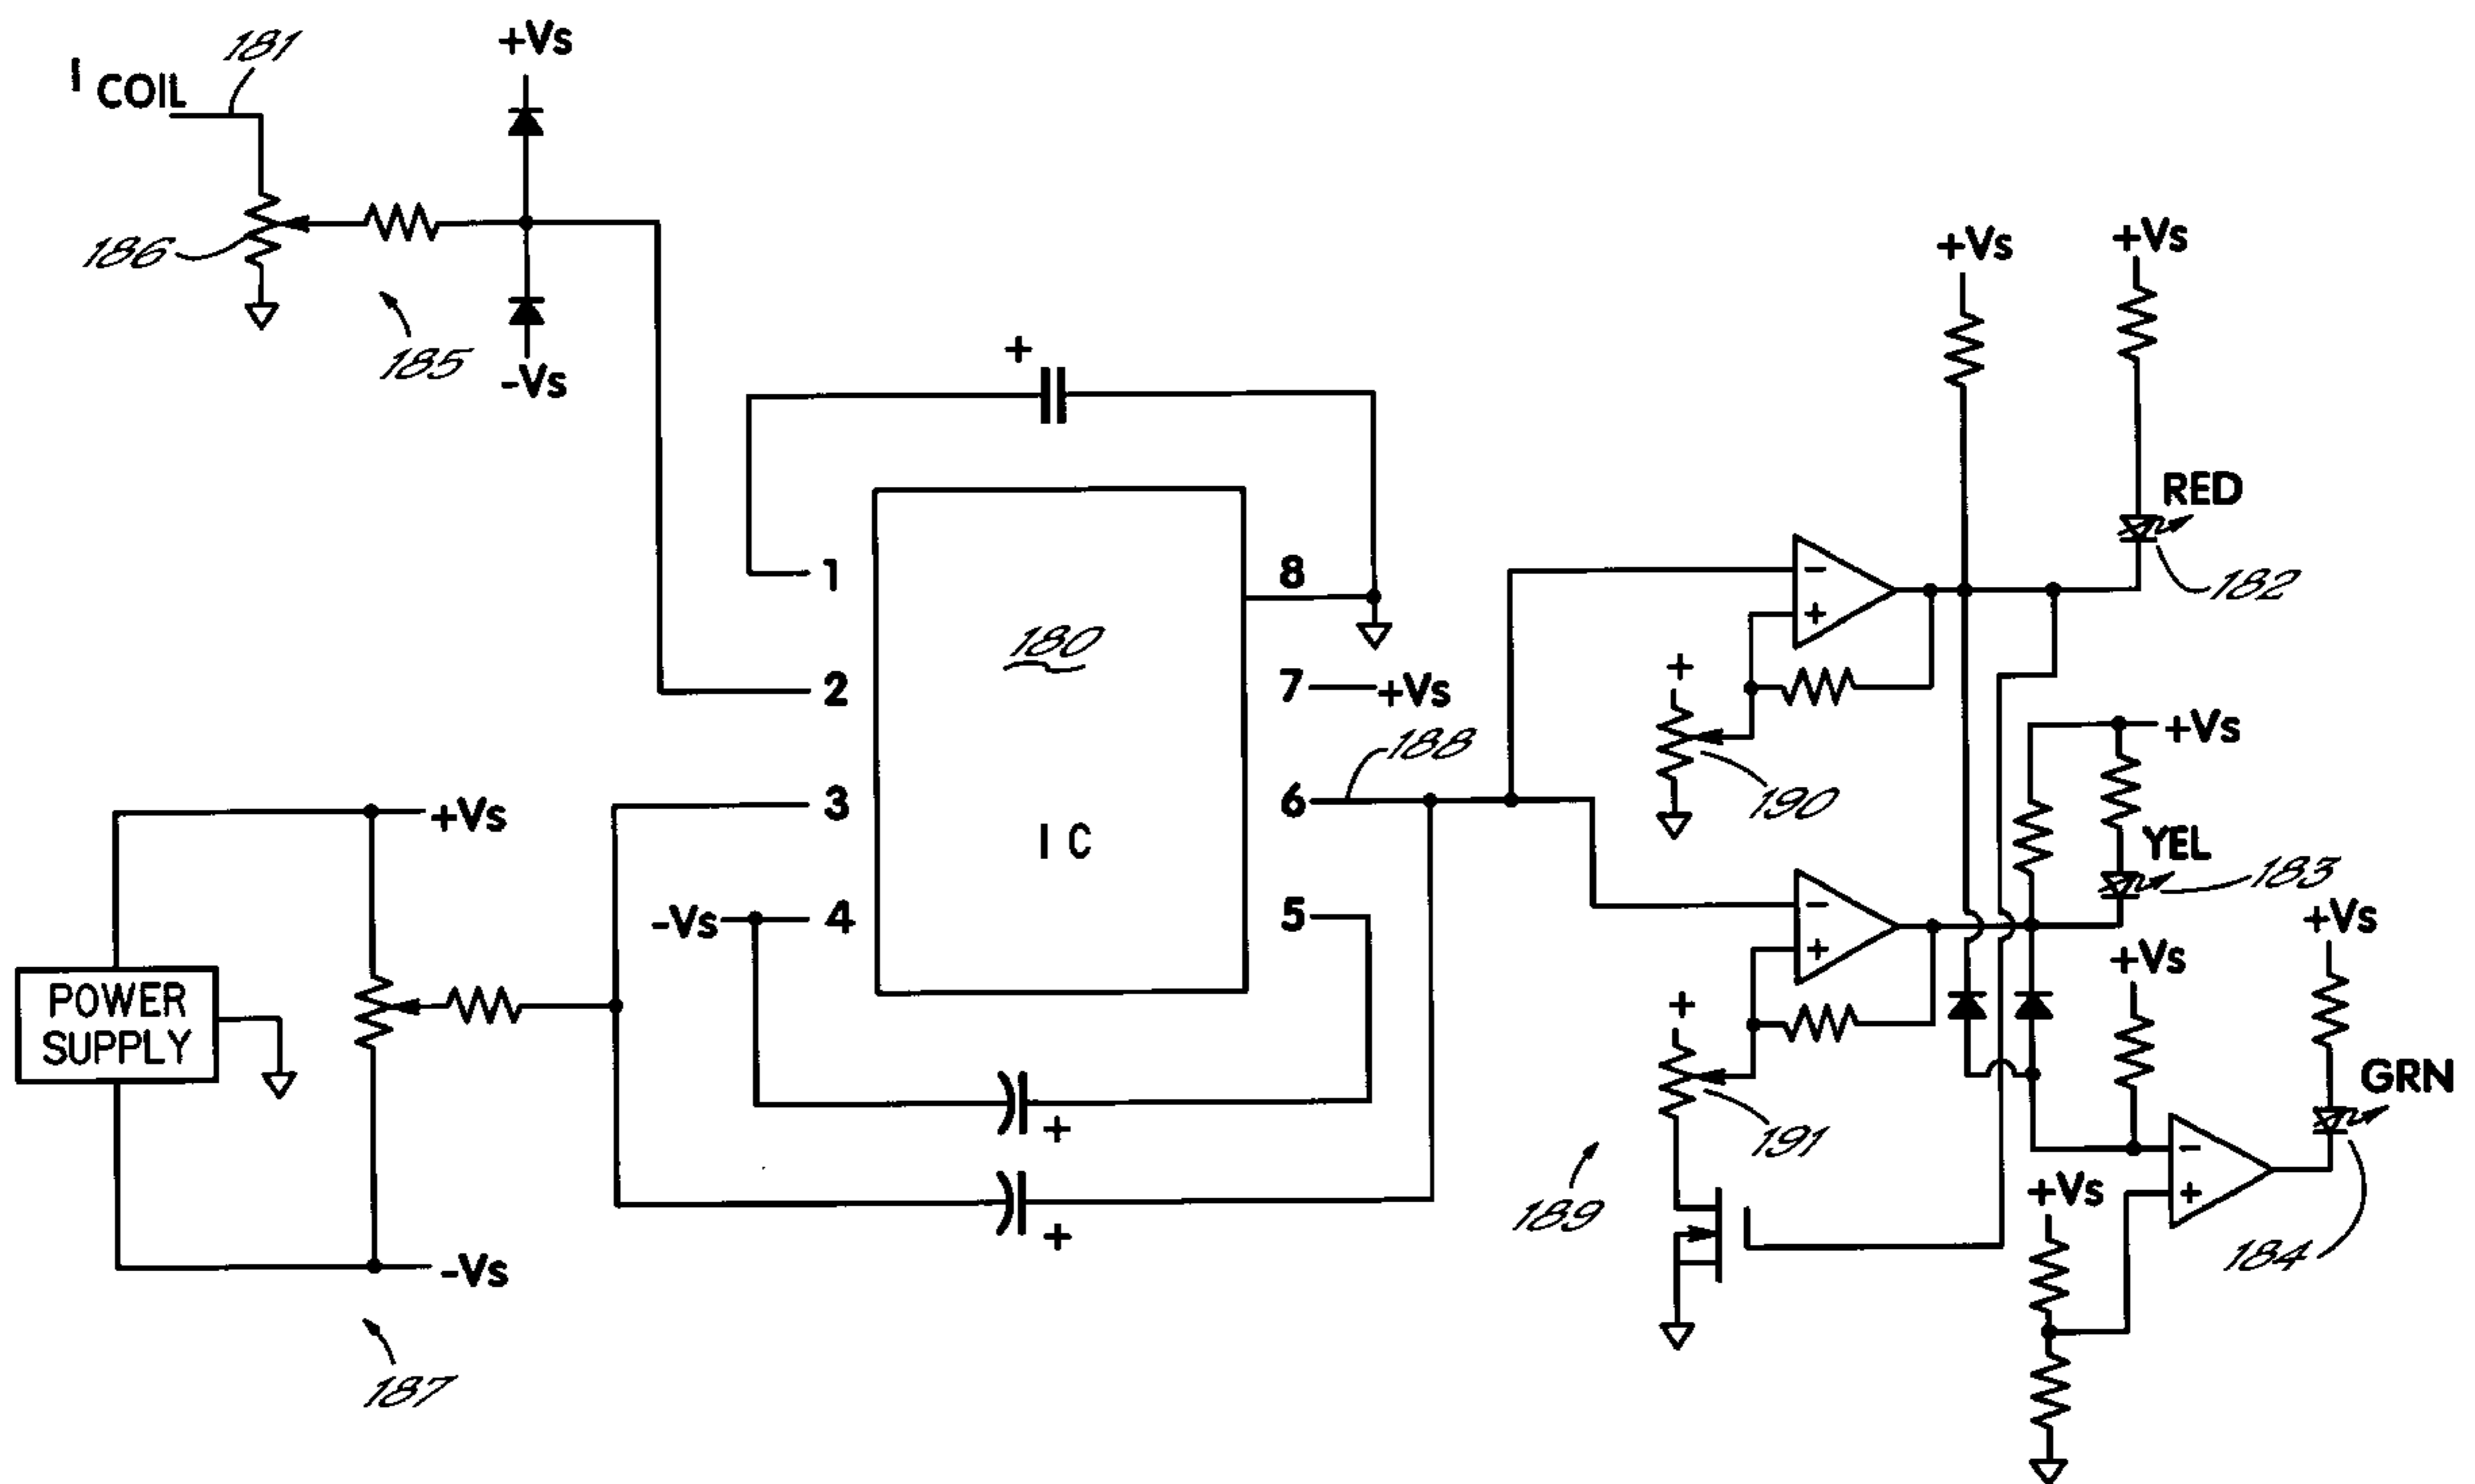 I COIL
181
+Vs
186
185
-Vs
+
1
2
3
4
-Vs
180
I C
8
7
+Vs
6
188
5
+
+
+Vs
POWER
SUPPLY
-Vs
187
+Vs
+Vs
RED
182
-
+
+
190
+Vs
YEL
183
-
+
+
191
+Vs
+Vs
GRN
-
+
+Vs
189
184